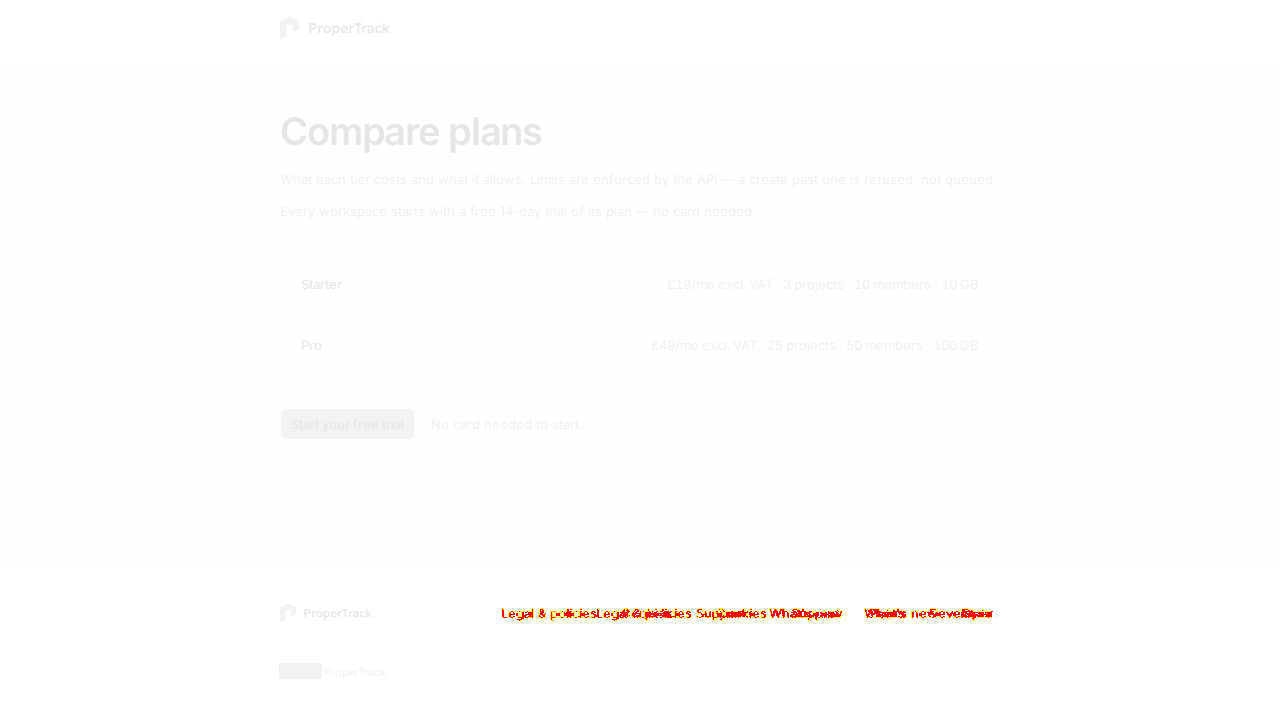 ProperTrack
Compare plans
What each tier costs and what it allows. Limits are enforced by the API — a create past one is refused, not queued.
Every workspace starts with a free 14-day trial of its plan — no card needed.
Starter £19/mo excl. VAT · 3 projects · 10 members · 10 GB
Pro £49/mo excl. VAT · 25 projects · 50 members · 100 GB
Start your free trial No card needed to start.
ProperTrack Legal & policies Cookies
ProperTrack